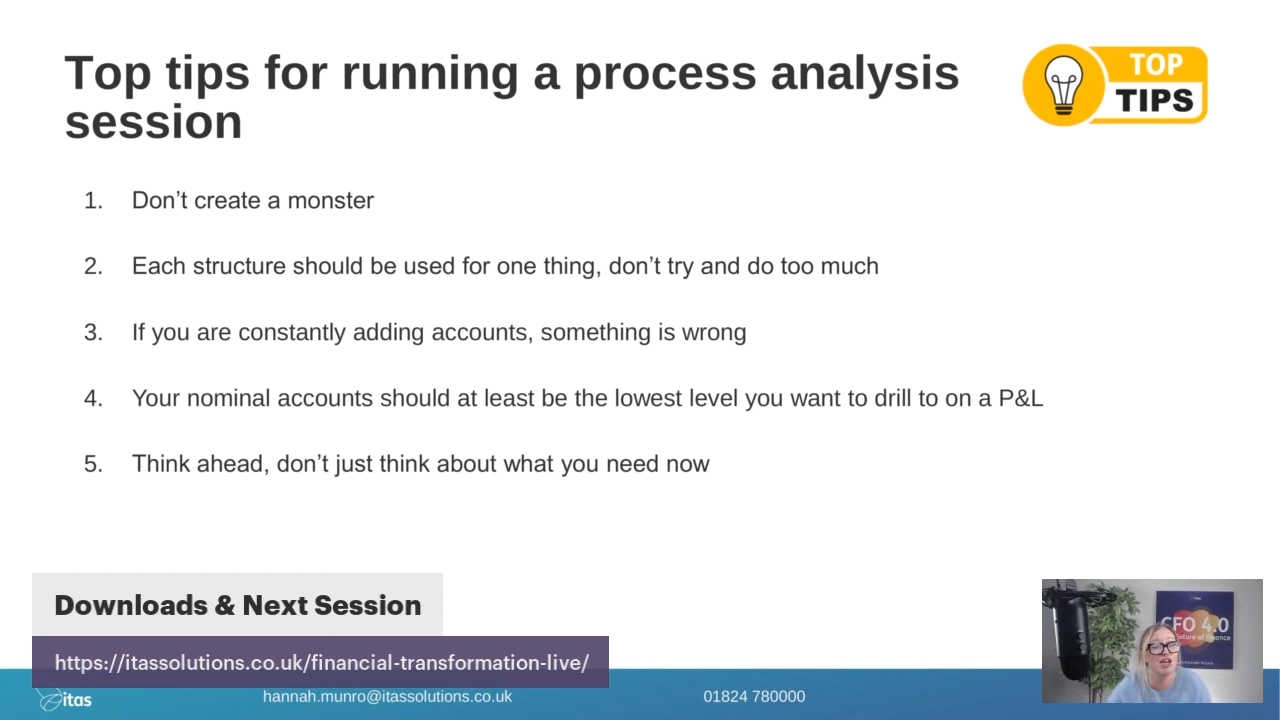 Top tips for running a process analysis
session
TOP
TIPS
1. Don’t create a monster
2. Each structure should be used for one thing, don’t try and do too much
3. If you are constantly adding accounts, something is wrong
4. Your nominal accounts should at least be the lowest level you want to drill to on a P&L
5. Think ahead, don’t just think about what you need now
Downloads & Next Session
https://itassolutions.co.uk/financial-transformation-live/
itas
hannah.munro@itassolutions.co.uk
01824 780000
CFO 4.0
Future of Finance